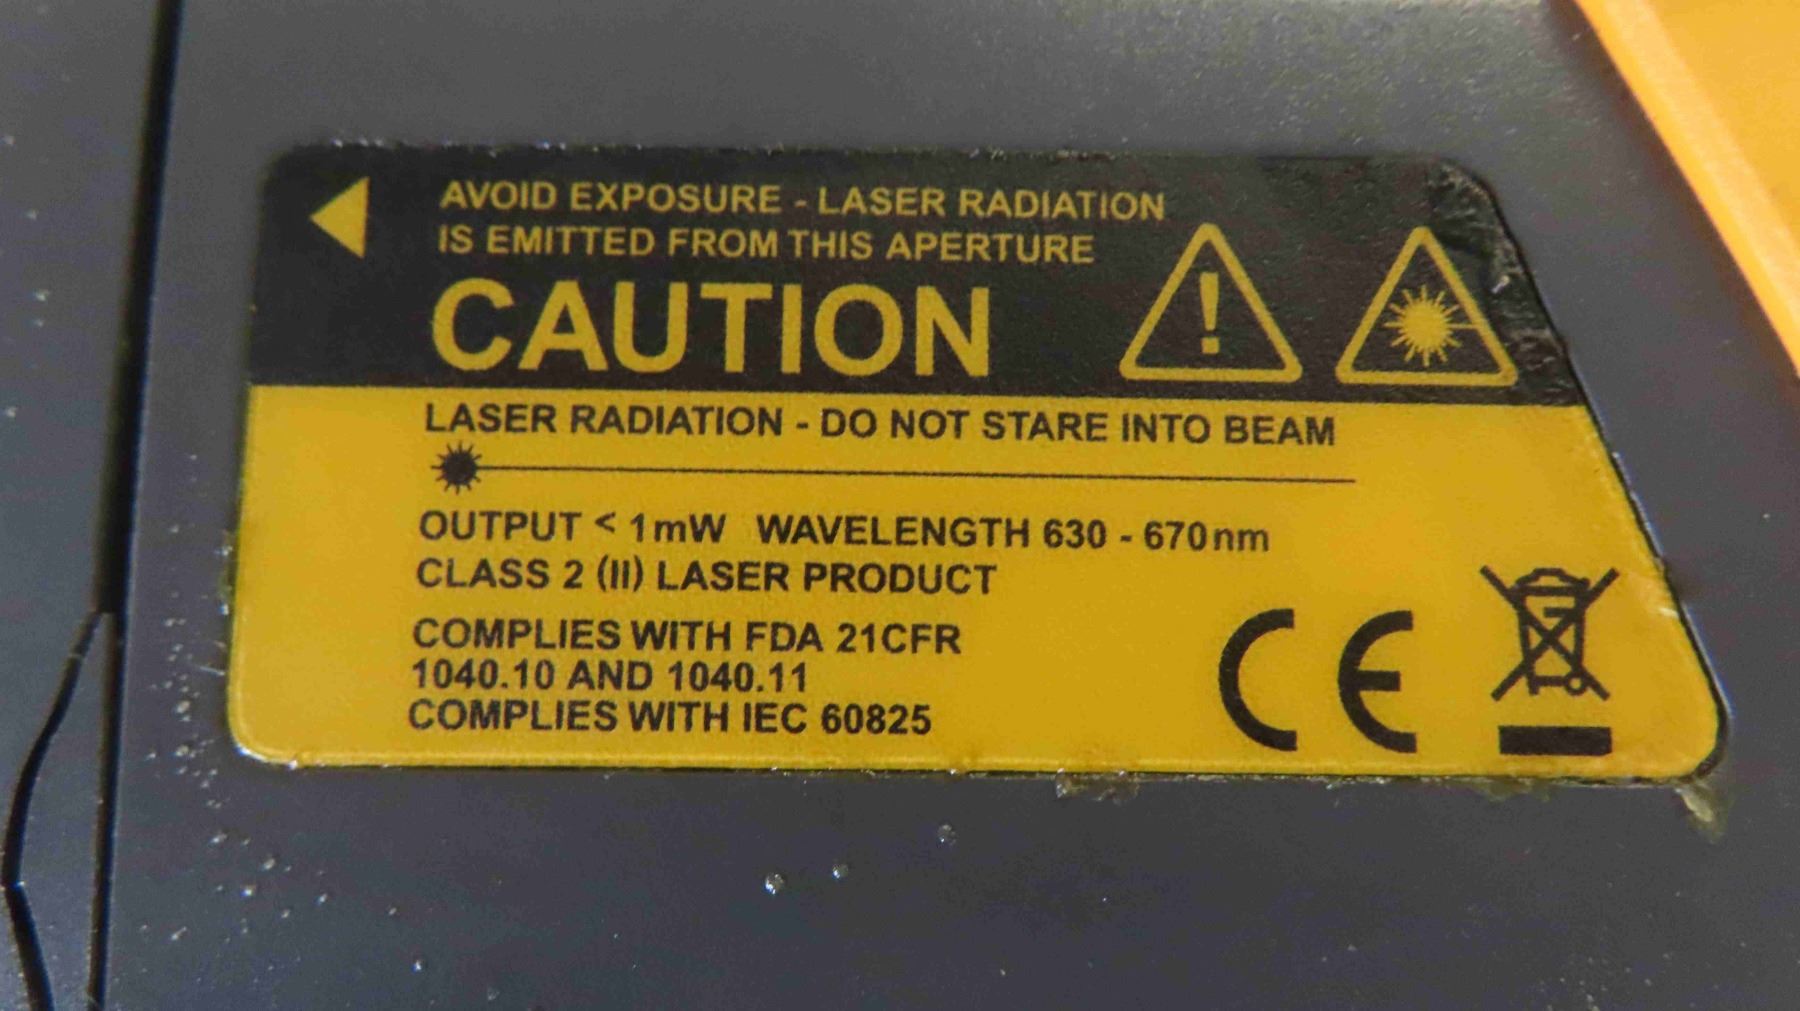 AVOID EXPOSURE - LASER RADIATION
IS EMITTED FROM THIS APERTURE
CAUTION
!
LASER RADIATION - DO NOT STARE INTO BEAM
OUTPUT < 1mW WAVELENGTH 630 - 670nm
CLASS 2 (II) LASER PRODUCT
COMPLIES WITH FDA 21CFR
1040.10 AND 1040.11
COMPLIES WITH IEC 60825
CE